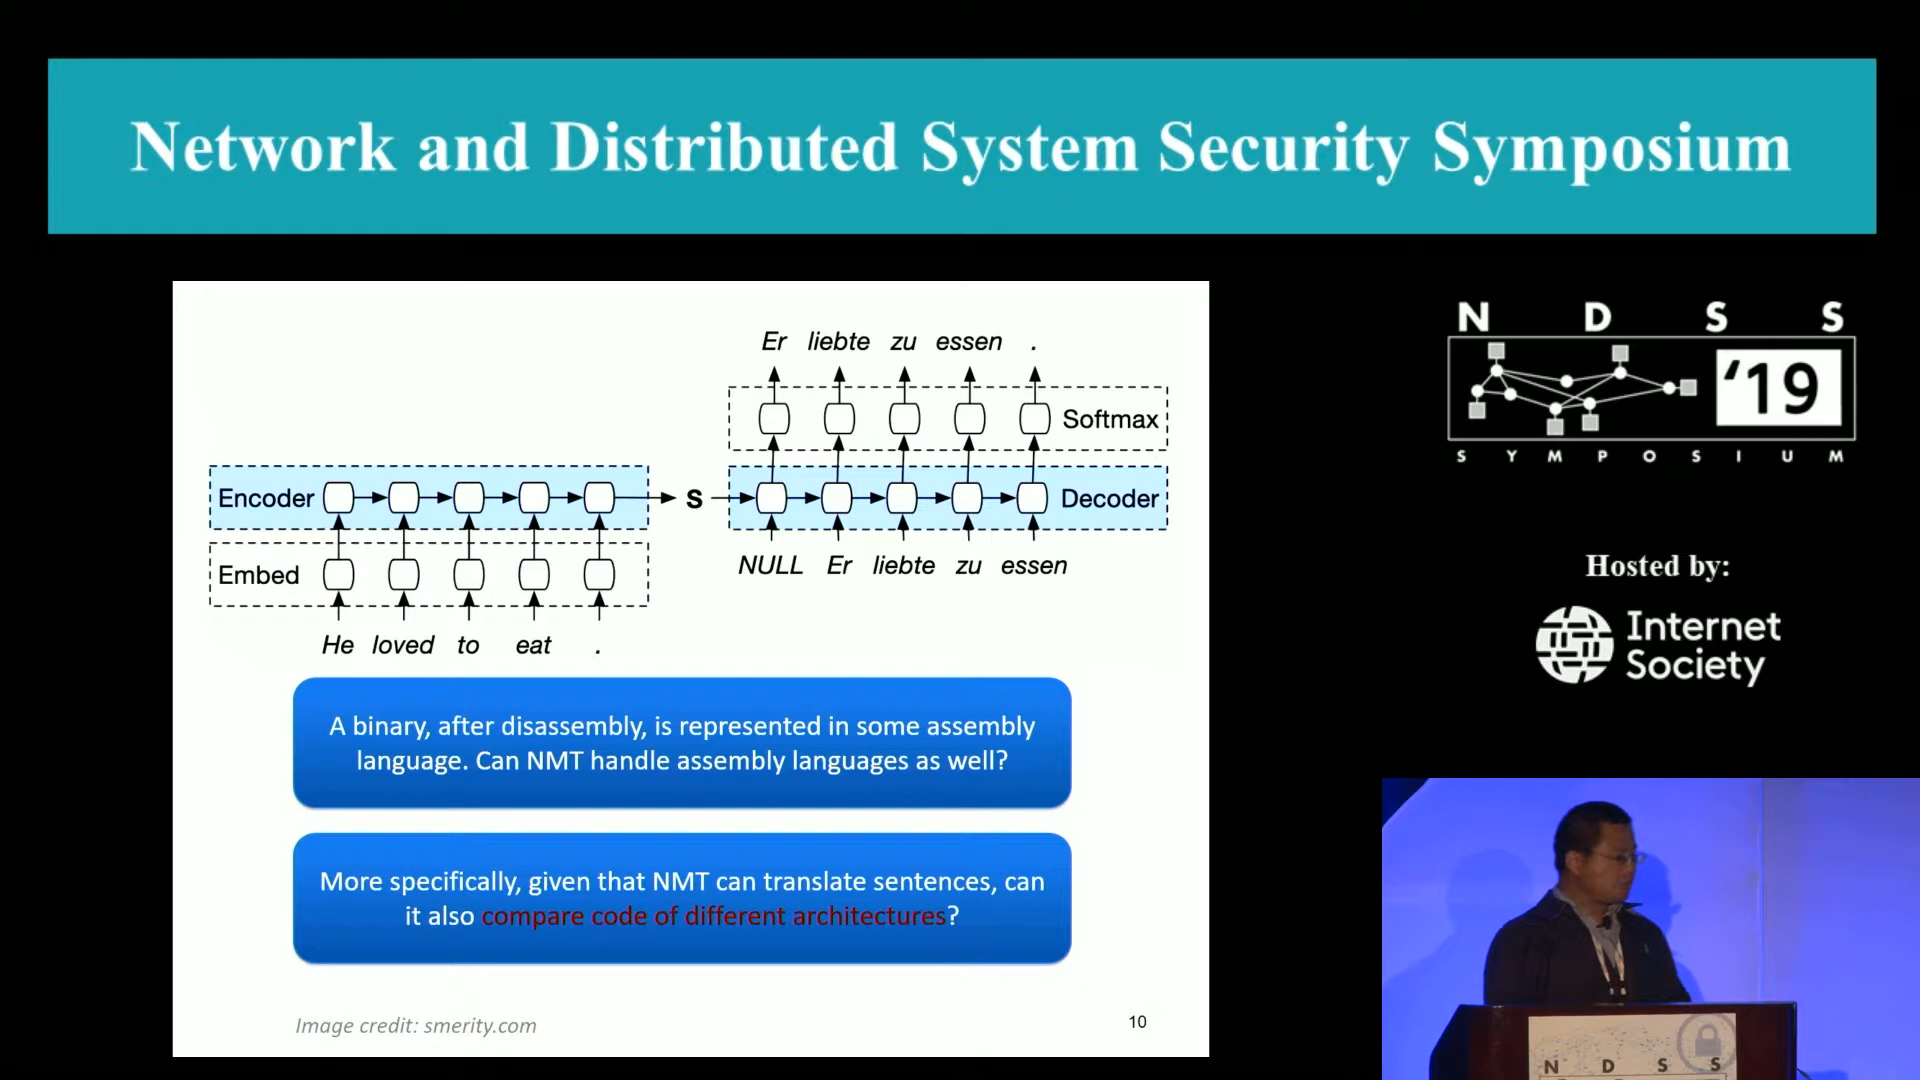 Network and Distributed System Security Symposium
Er liebte zu essen .
Softmax
Encoder
S
Decoder
NULL Er liebte zu essen
Embed
He loved to eat .
A binary, after disassembly, is represented in some assembly
language. Can NMT handle assembly languages as well?
More specifically, given that NMT can translate sentences, can
it also compare code of different architectures?
Image credit: smerity.com
10
N D S S
'19
S Y M P O S I U M
Hosted by:
Internet
Society
N D S S